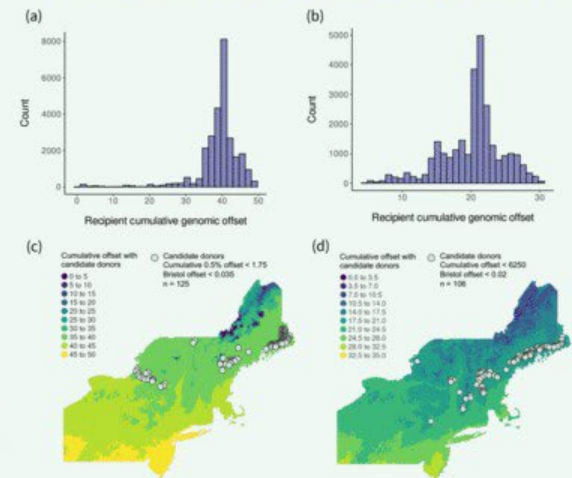 (a)
8000
6000
4000
2000
0
Count
0 10 20 30 40 50
Recipient cumulative genomic offset
(b)
5000
4000
3000
2000
1000
0
Count
10 20 30
Recipient cumulative genomic offset
(c)
Cumulative offset with
candidate donors
0 to 5
5 to 10
10 to 15
15 to 20
20 to 25
25 to 30
30 to 35
35 to 40
40 to 45
45 to 50
Candidate donors
Cumulative 0.5% offset < 1.75
Bristol offset < 0.035
n = 125
(d)
Cumulative offset with
candidate donors
0.0 to 3.5
3.5 to 7.0
7.0 to 10.5
10.5 to 14.0
14.0 to 17.5
17.5 to 21.0
21.0 to 24.5
24.5 to 28.0
28.0 to 32.5
32.5 to 35.0
Candidate donors
Cumulative offset < 6250
Bristol offset < 0.02
n = 106